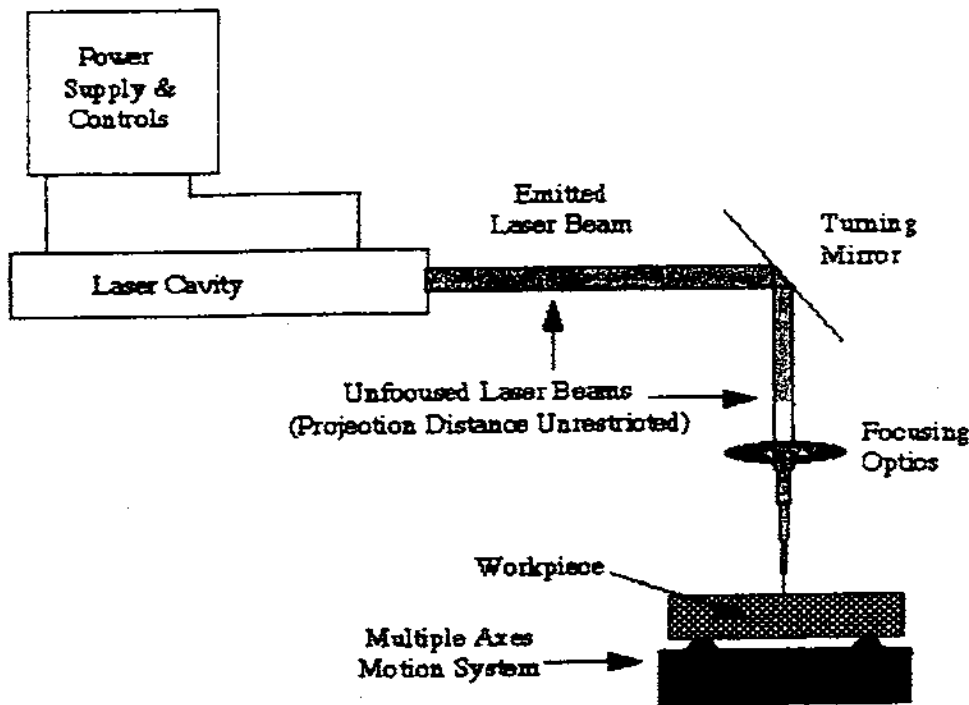 Power
Supply &
Controls
Emitted
Laser Beam
Turning
Mirror
Laser Cavity
Unfocused Laser Beams
(Projection Distance Unrestricted)
Focusing
Optics
Workpiece
Multiple Axes
Motion System